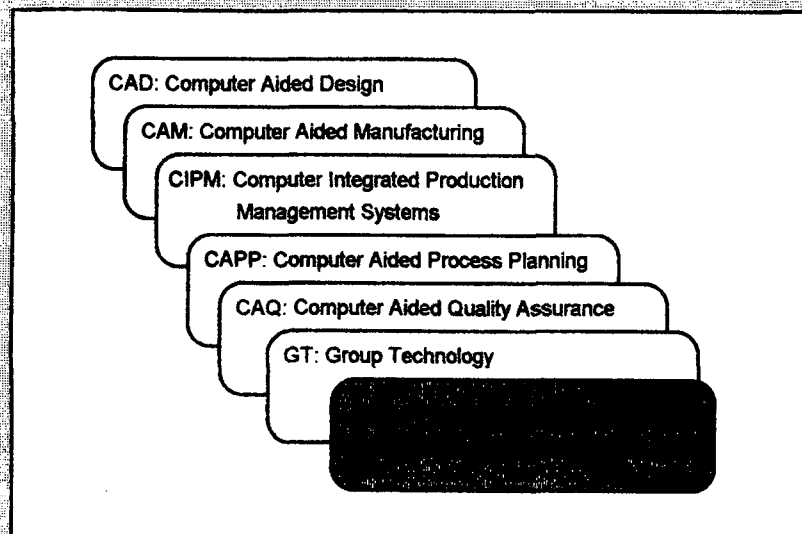 CAD: Computer Aided Design
CAM: Computer Aided Manufacturing
CIPM: Computer Integrated Production
Management Systems
CAPP: Computer Aided Process Planning
CAQ: Computer Aided Quality Assurance
GT: Group Technology